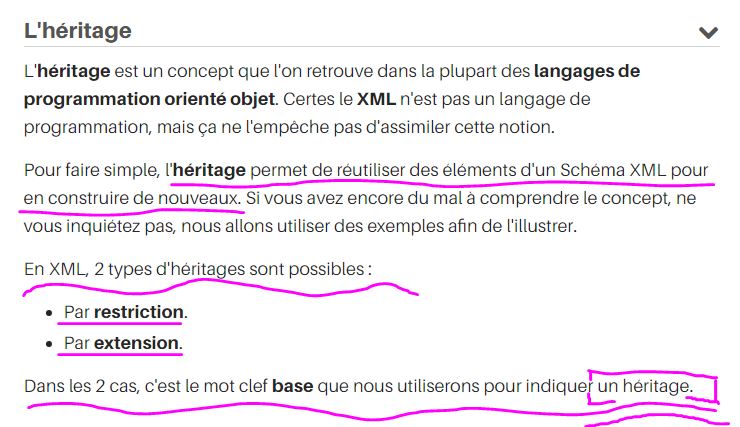 L'héritage
L'héritage est un concept que l'on retrouve dans la plupart des langages de
programmation orienté objet. Certes le XML n'est pas un langage de
programmation, mais ça ne l'empêche pas d'assimiler cette notion.
Pour faire simple, l'héritage permet de réutiliser des éléments d'un Schéma XML pour
en construire de nouveaux. Si vous avez encore du mal à comprendre le concept, ne
vous inquiétez pas, nous allons utiliser des exemples afin de l'illustrer.
En XML, 2 types d'héritages sont possibles :
• Par restriction.
• Par extension.
Dans les 2 cas, c'est le mot clef base que nous utiliserons pour indiquer un héritage.